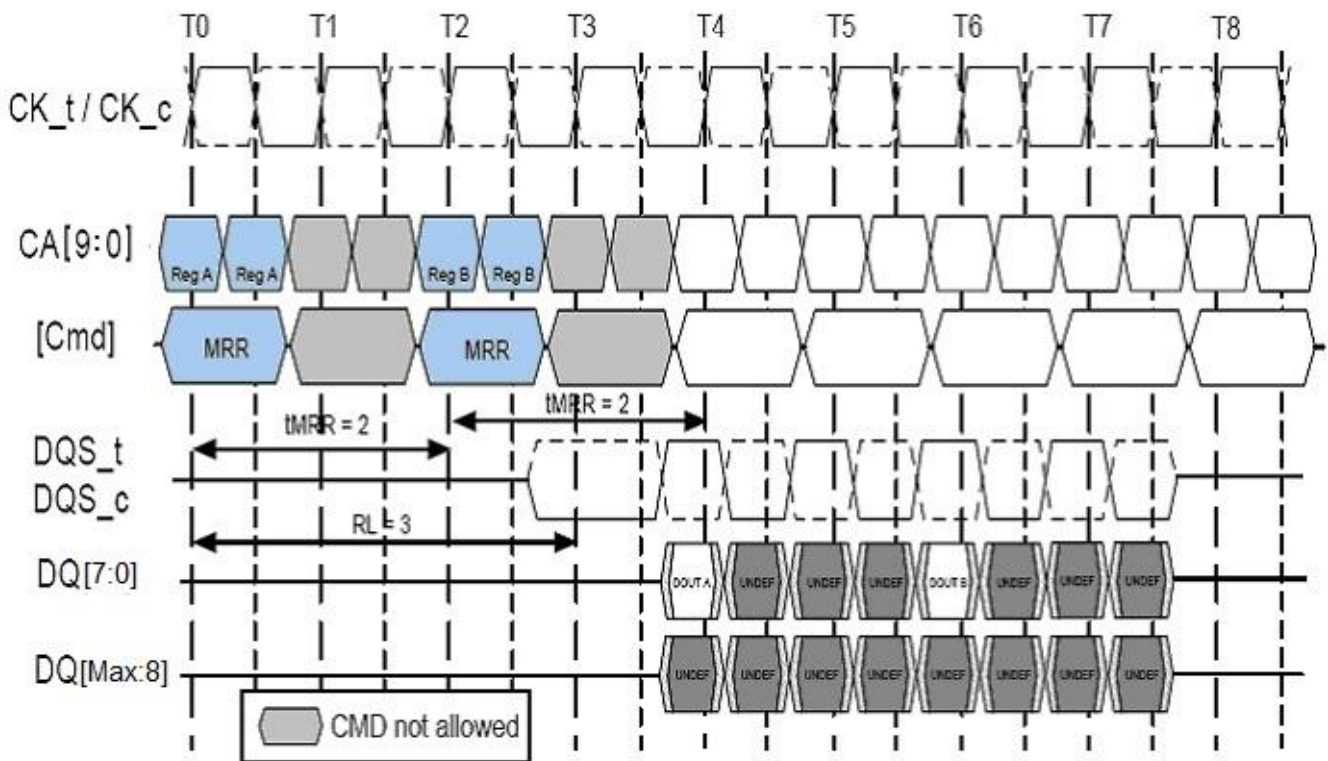 T0 T1 T2 T3 T4 T5 T6 T7 T8
CK_t / CK_c
CA[9:0]
Reg A Reg A Reg B Reg B
[Cmd]
MRR MRR
tMRR = 2
tMRR = 2
DQS_t
DQS_c
RL = 3
DQ[7:0]
DOUT A UNDEF UNDEF UNDEF DOUT B UNDEF UNDEF UNDEF
DQ[Max:8]
UNDEF UNDEF UNDEF UNDEF UNDEF UNDEF UNDEF UNDEF
CMD not allowed